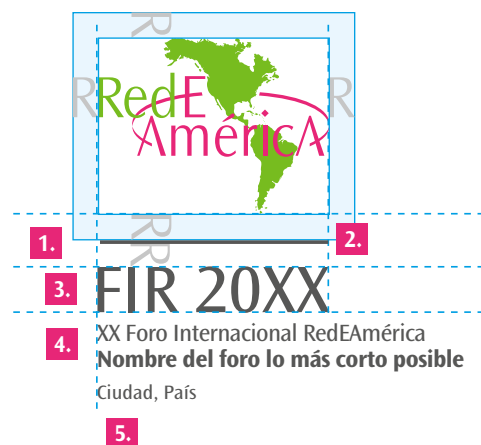 R
R RedE R
AméricA
1. R 2.
R
3. FIR 20XX
4. XX Foro Internacional RedEAmérica
Nombre del foro lo más corto posible
Ciudad, País
5.